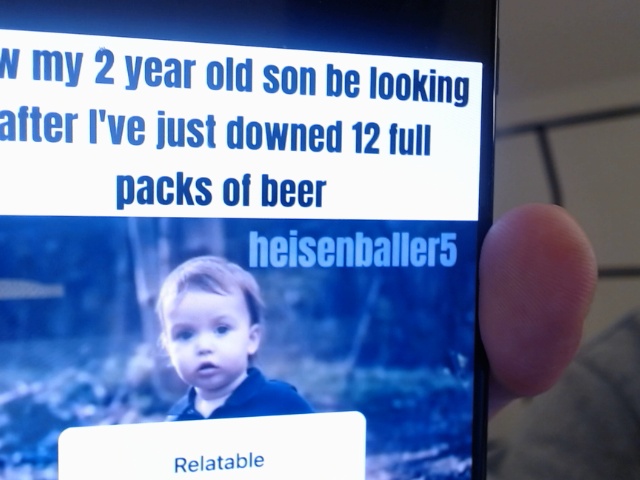 my 2 year old son be looking
after I've just downed 12 full
packs of beer
heisenballer5
Relatable